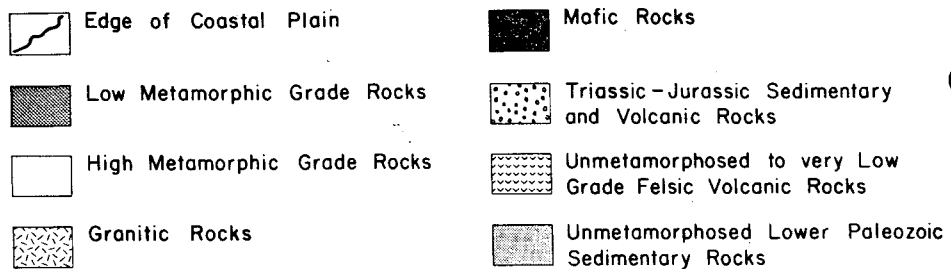 Edge of Coastal Plain
Low Metamorphic Grade Rocks
High Metamorphic Grade Rocks
Granitic Rocks
Mafic Rocks
Triassic-Jurassic Sedimentary
and Volcanic Rocks
Unmetamorphosed to very Low
Grade Felsic Volcanic Rocks
Unmetamorphosed Lower Paleozoic
Sedimentary Rocks